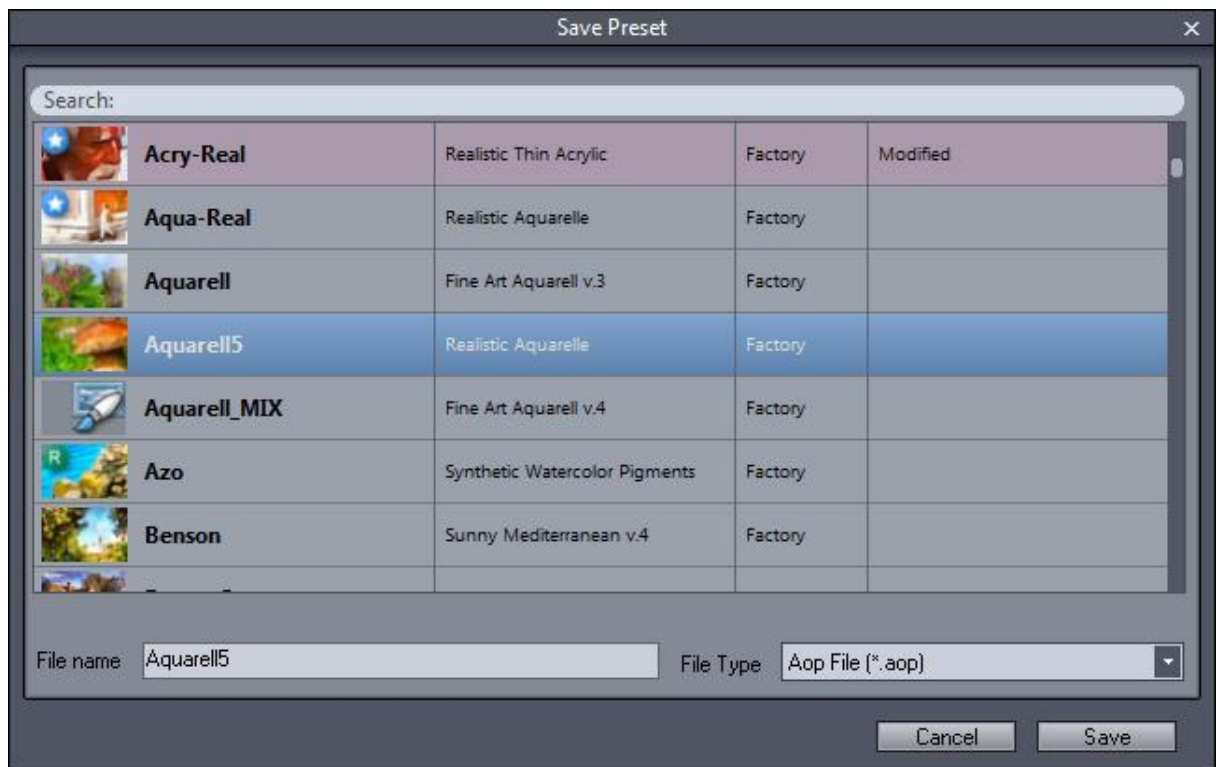 Save Preset
Search:
Acry-Real Realistic Thin Acrylic Factory Modified
Aqua-Real Realistic Aquarelle Factory
Aquarell Fine Art Aquarell v.3 Factory
Aquarell5 Realistic Aquarelle Factory
Aquarell_MIX Fine Art Aquarell v.4 Factory
R Azo Synthetic Watercolor Pigments Factory
Benson Sunny Mediterranean v.4 Factory
File name Aquarell5 File Type Aop File (*.aop)
Cancel Save